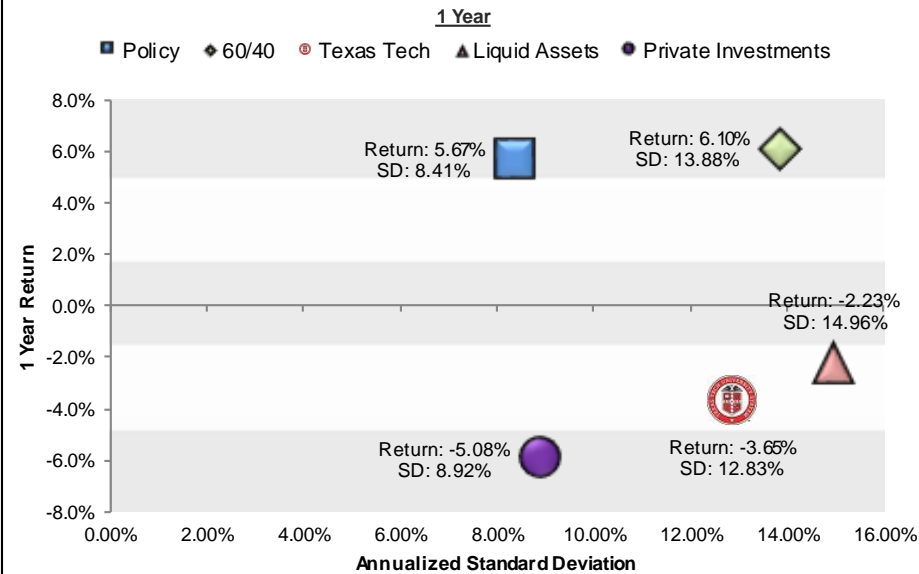 1 Year
Policy 60/40 Texas Tech Liquid Assets Private Investments
8.0%
6.0%
4.0%
2.0%
0.0%
-2.0%
-4.0%
-6.0%
-8.0%
1 Year Return
Return: 5.67%
SD: 8.41%
Return: 6.10%
SD: 13.88%
Return: -2.23%
SD: 14.96%
Return: -3.65%
SD: 12.83%
Return: -5.08%
SD: 8.92%
0.00% 2.00% 4.00% 6.00% 8.00% 10.00% 12.00% 14.00% 16.00%
Annualized Standard Deviation